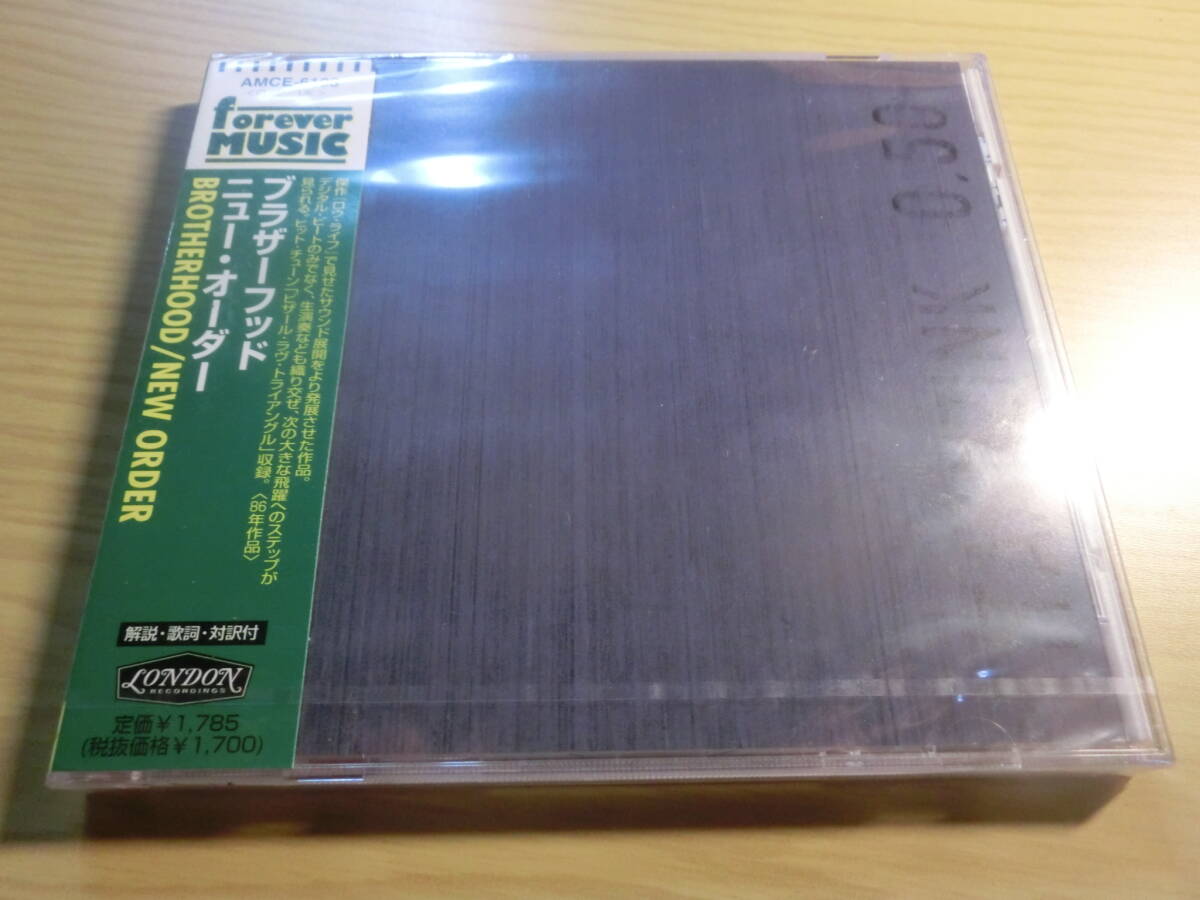 forever
MUSIC
ブラザーフッド
ニュー・オーダー
BROTHERHOOD/NEW ORDER
傑作「ロウ・ライフ」で見せたサウンド展開をより発展させた作品。
デジタル・ビートのみでなく、生演奏なども織り交ぜ、次の大きな飛躍へのステップが
見られる。ヒット・チューン「ビザール・ラヴ・トライアングル」収録。〈86年作品〉
解説・歌詞・対訳付
LONDON
RECORDINGS
定価¥1,785
(税抜価格¥1,700)
0.50